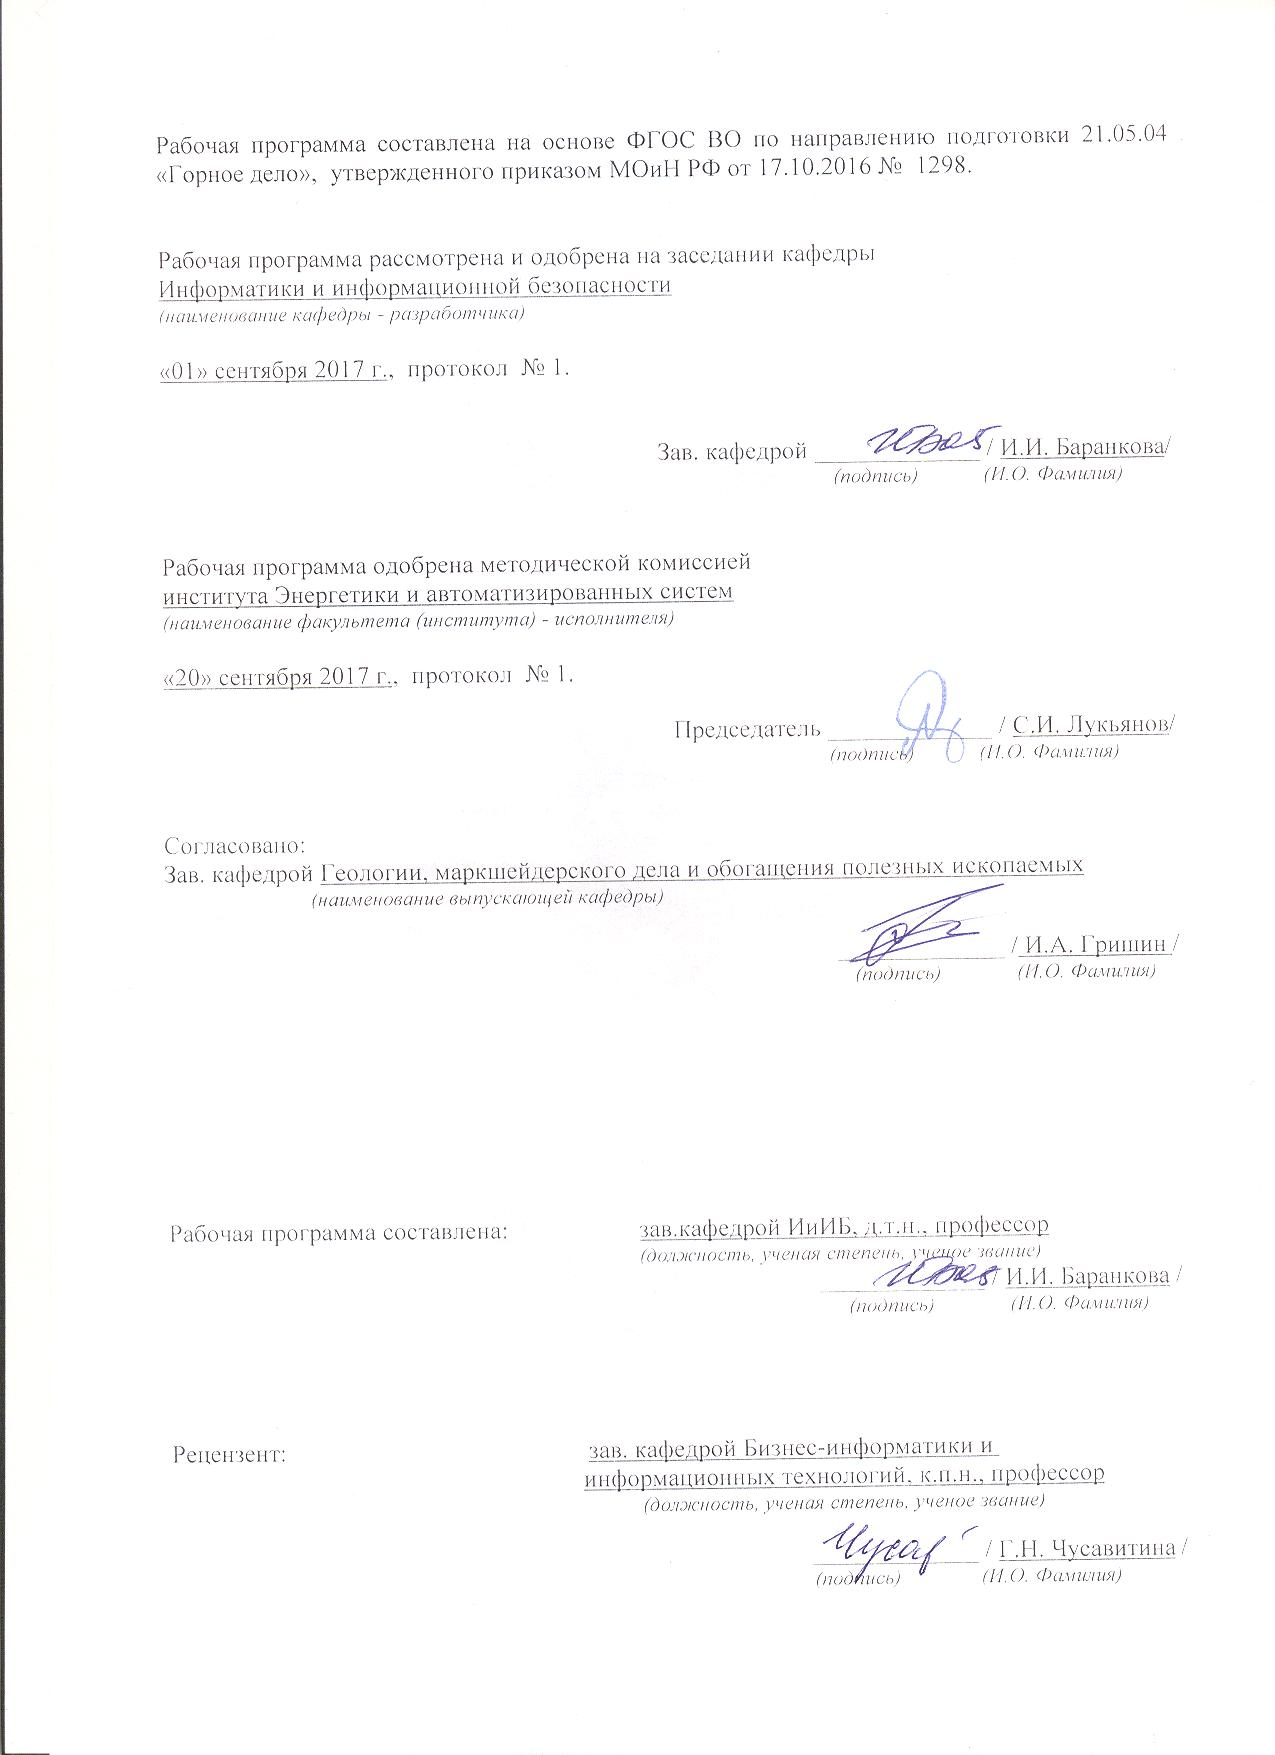 Рабочая программа составлена на основе ФГОС ВО по направлению подготовки 21.05.04
«Горное дело», утвержденного приказом МОиН РФ от 17.10.2016 № 1298.
Рабочая программа рассмотрена и одобрена на заседании кафедры
Информатики и информационной безопасности
(наименование кафедры - разработчика)
«01» сентября 2017 г., протокол № 1.
Зав. кафедрой _____________ / И.И. Баранкова/
(подпись) (И.О. Фамилия)
Рабочая программа одобрена методической комиссией
института Энергетики и автоматизированных систем
(наименование факультета (института) - исполнителя)
«20» сентября 2017 г., протокол № 1.
Председатель _____________ / С.И. Лукьянов/
(подпись) (И.О. Фамилия)
Согласовано:
Зав. кафедрой Геологии, маркшейдерского дела и обогащения полезных ископаемых
(наименование выпускающей кафедры)
_____________ / И.А. Гришин /
(подпись) (И.О. Фамилия)
Рабочая программа составлена: зав.кафедрой ИиИБ, д.т.н., профессор
(должность, ученая степень, ученое звание)
_____________ / И.И. Баранкова /
(подпись) (И.О. Фамилия)
Рецензент: зав. кафедрой Бизнес-информатики и
информационных технологий, к.п.н., профессор
(должность, ученая степень, ученое звание)
_____________ / Г.Н. Чусавитина /
(подпись) (И.О. Фамилия)